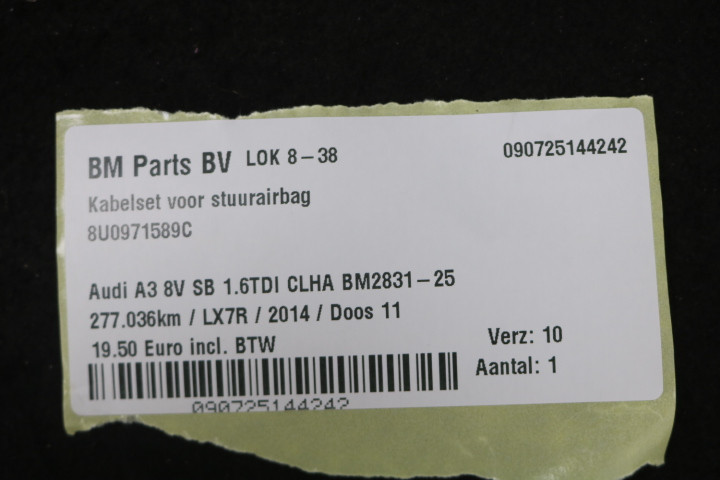 BM Parts BV LOK 8-38 090725144242
Kabelset voor stuurairbag
8U0971589C
Audi A3 8V SB 1.6TDI CLHA BM2831-25
277.036km / LX7R / 2014 / Doos 11
19.50 Euro incl. BTW Verz: 10
Aantal: 1
090725144242